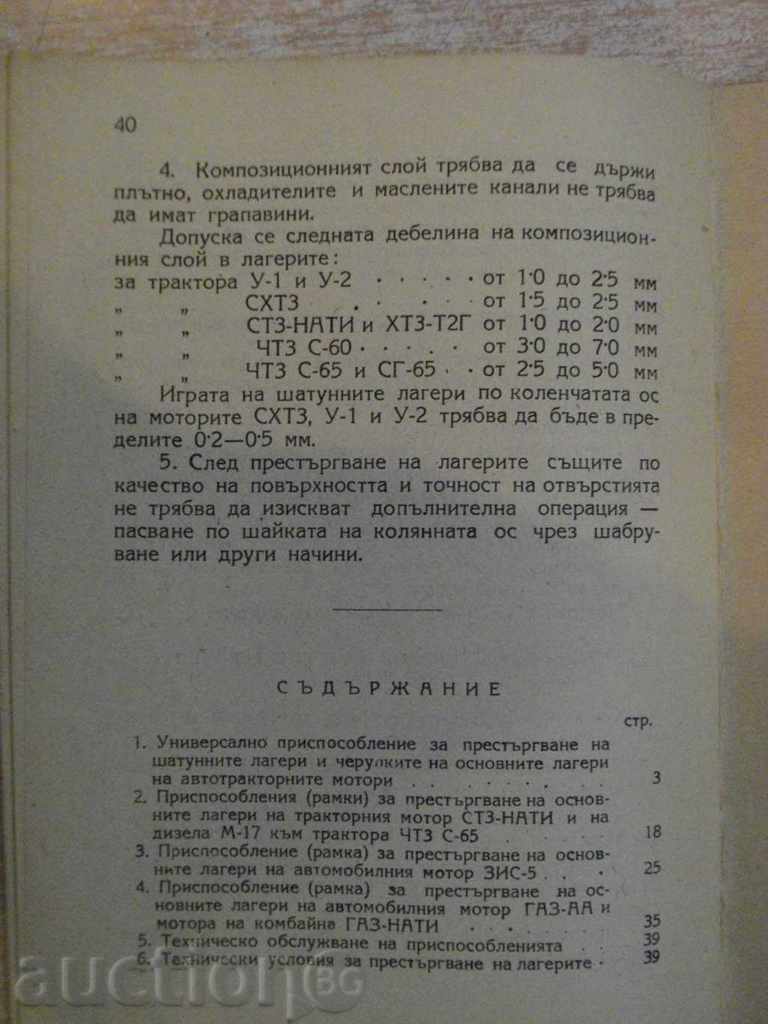 40
4. Композиционният слой трябва да се държи
плътно, охладителите и маслените канали не трябва
да имат грапавини.
Допуска се следната дебелина на композицион-
ния слой в лагерите:
за трактора У-1 и У-2 · · · · · от 1·0 до 2·5 мм
„ „ СХТЗ . · · · · от 1·5 до 2·5 мм
„ „ СТЗ-НАТИ и ХТЗ-Т2Г от 1·0 до 2·0 мм
„ „ ЧТЗ С-60 · · · · · от 3·0 до 7·0 мм
„ „ ЧТЗ С-65 и СГ-65 · · от 2·5 до 5·0 мм
Играта на шатунните лагери по коленчатата ос
на моторите СХТЗ, У-1 и У-2 трябва да бъде в пре-
делите 0·2—0·5 мм.
5. След престъргване на лагерите същите по
качество на повърхността и точност на отвърстията
не трябва да изискват допълнителна операция —
пасване по шайката на колянната ос чрез шабру-
ване или други начини.
СЪДЪРЖАНИЕ
стр.
1. Универсално приспособление за престъргване на
шатунните лагери и черупките на основните лагери
на автотракторните мотори . . . . . . . 3
2. Приспособления (рамки) за престъргване на основ-
ните лагери на тракторния мотор СТЗ-НАТИ и на
дизела М-17 към трактора ЧТЗ С-65 . . . . 18
3. Приспособление (рамка) за престъргване на основ-
ните лагери на автомобилния мотор ЗИС-5 . . · 25
4. Приспособление (рамка) за престъргване на ос-
новните лагери на автомобилния мотор ГАЗ-АА и
мотора на комбайна ГАЗ-НАТИ . . . . . 35
5. Техническо обслужване на приспособленията . . 39
6. Технически условия за престъргване на лагерите · 39
auction.BG